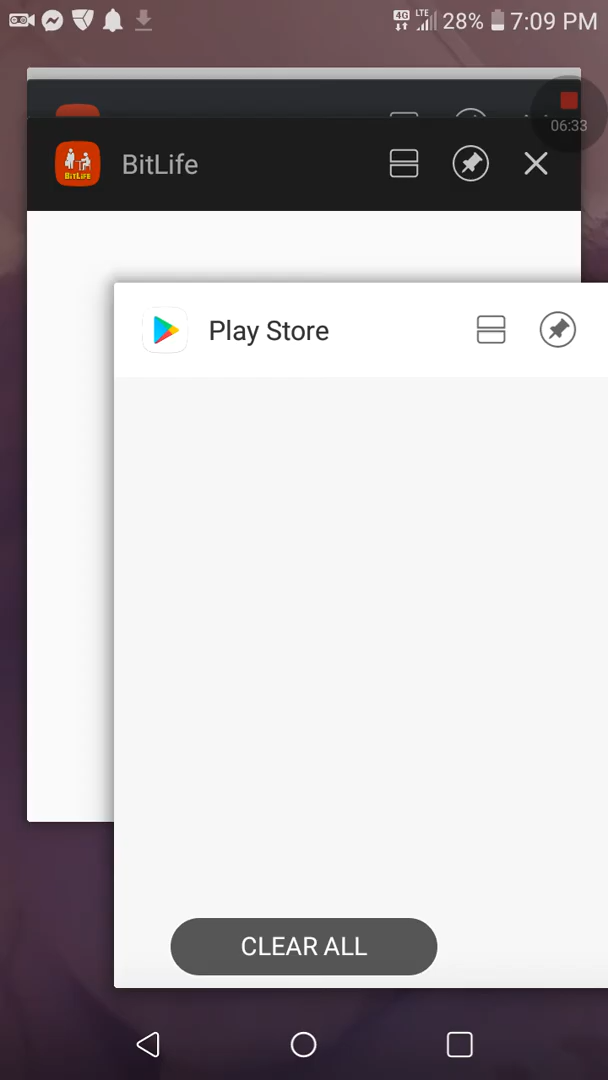 4G LTE 28% 7:09 PM
06:33
BitLife
BITLIFE
Play Store
CLEAR ALL